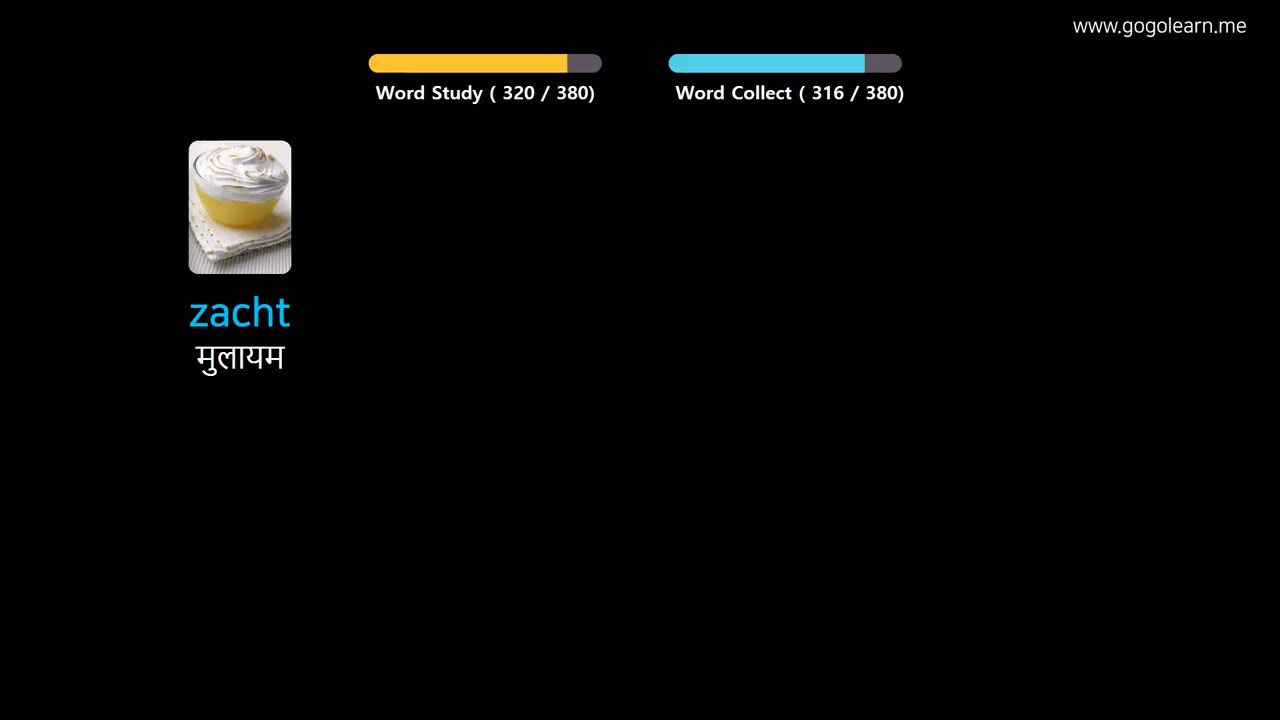 www.gogolearn.me
Word Study ( 320 / 380)
Word Collect ( 316 / 380)
zacht
मुलायम